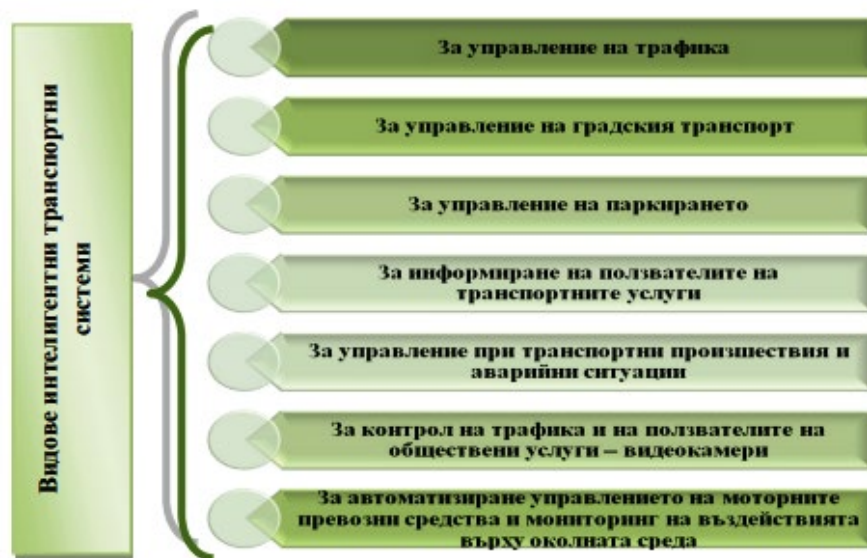 Видове интелигентни транспортни
системи
За управление на трафика
За управление на градския транспорт
За управление на паркирането
За информиране на ползвателите на
транспортните услуги
За управление при транспортни произшествия и
аварийни ситуации
За контрол на трафика и на ползвателите на
обществени услуги – видеокамери
За автоматизиране управлението на моторните
превозни средства и мониторинг на въздействията
върху околната среда